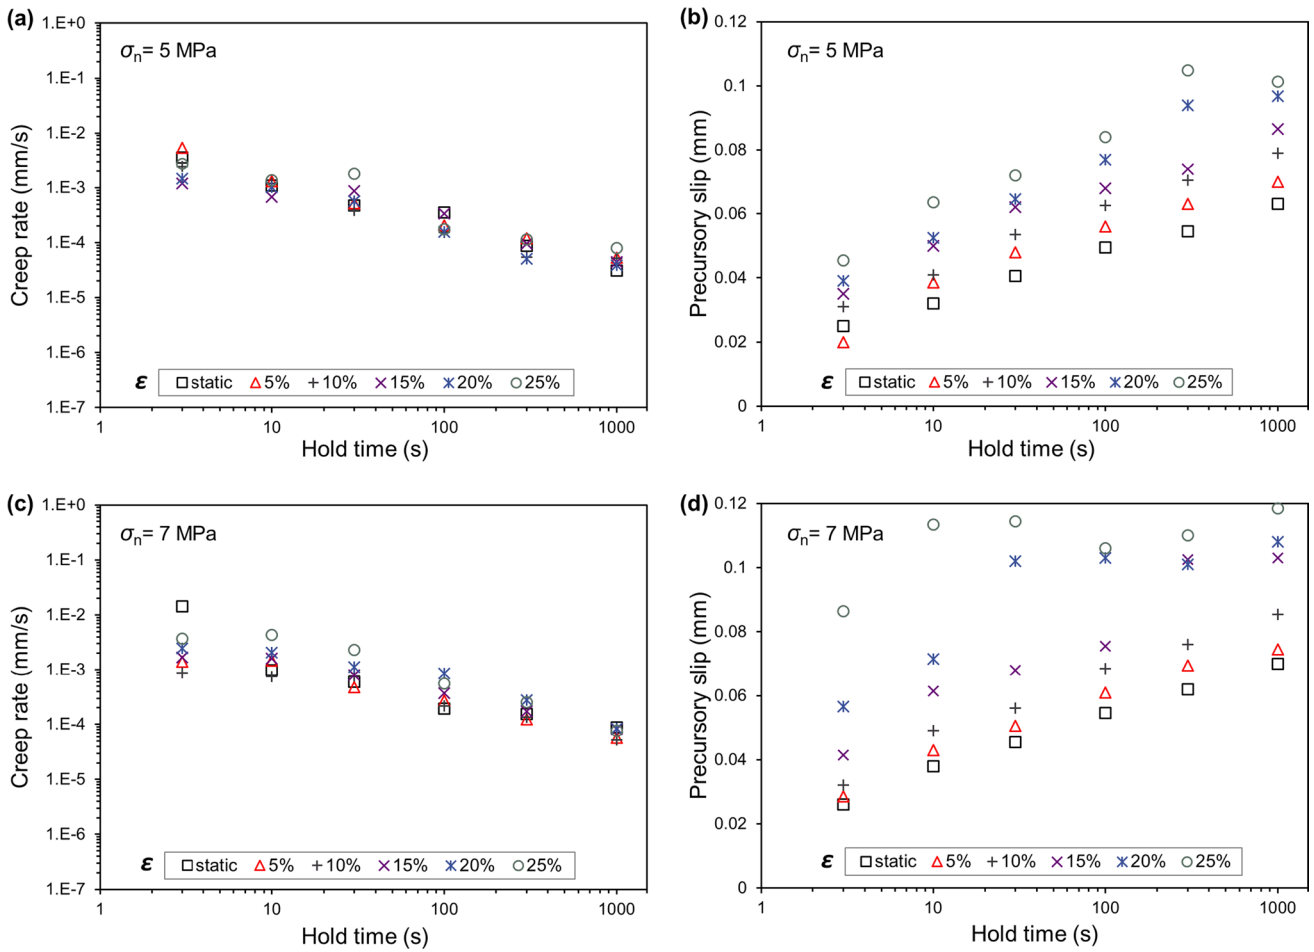 (a)
σn= 5 MPa
Creep rate (mm/s)
1.E+0
1.E-1
1.E-2
1.E-3
1.E-4
1.E-5
1.E-6
1.E-7
ε static 5% 10% 15% 20% 25%
1 10 100 1000
Hold time (s)
(b)
σn= 5 MPa
Precursory slip (mm)
0.12
0.1
0.08
0.06
0.04
0.02
0
ε static 5% 10% 15% 20% 25%
1 10 100 1000
Hold time (s)
(c)
σn= 7 MPa
Creep rate (mm/s)
1.E+0
1.E-1
1.E-2
1.E-3
1.E-4
1.E-5
1.E-6
1.E-7
ε static 5% 10% 15% 20% 25%
1 10 100 1000
Hold time (s)
(d)
σn= 7 MPa
Precursory slip (mm)
0.12
0.1
0.08
0.06
0.04
0.02
0
ε static 5% 10% 15% 20% 25%
1 10 100 1000
Hold time (s)